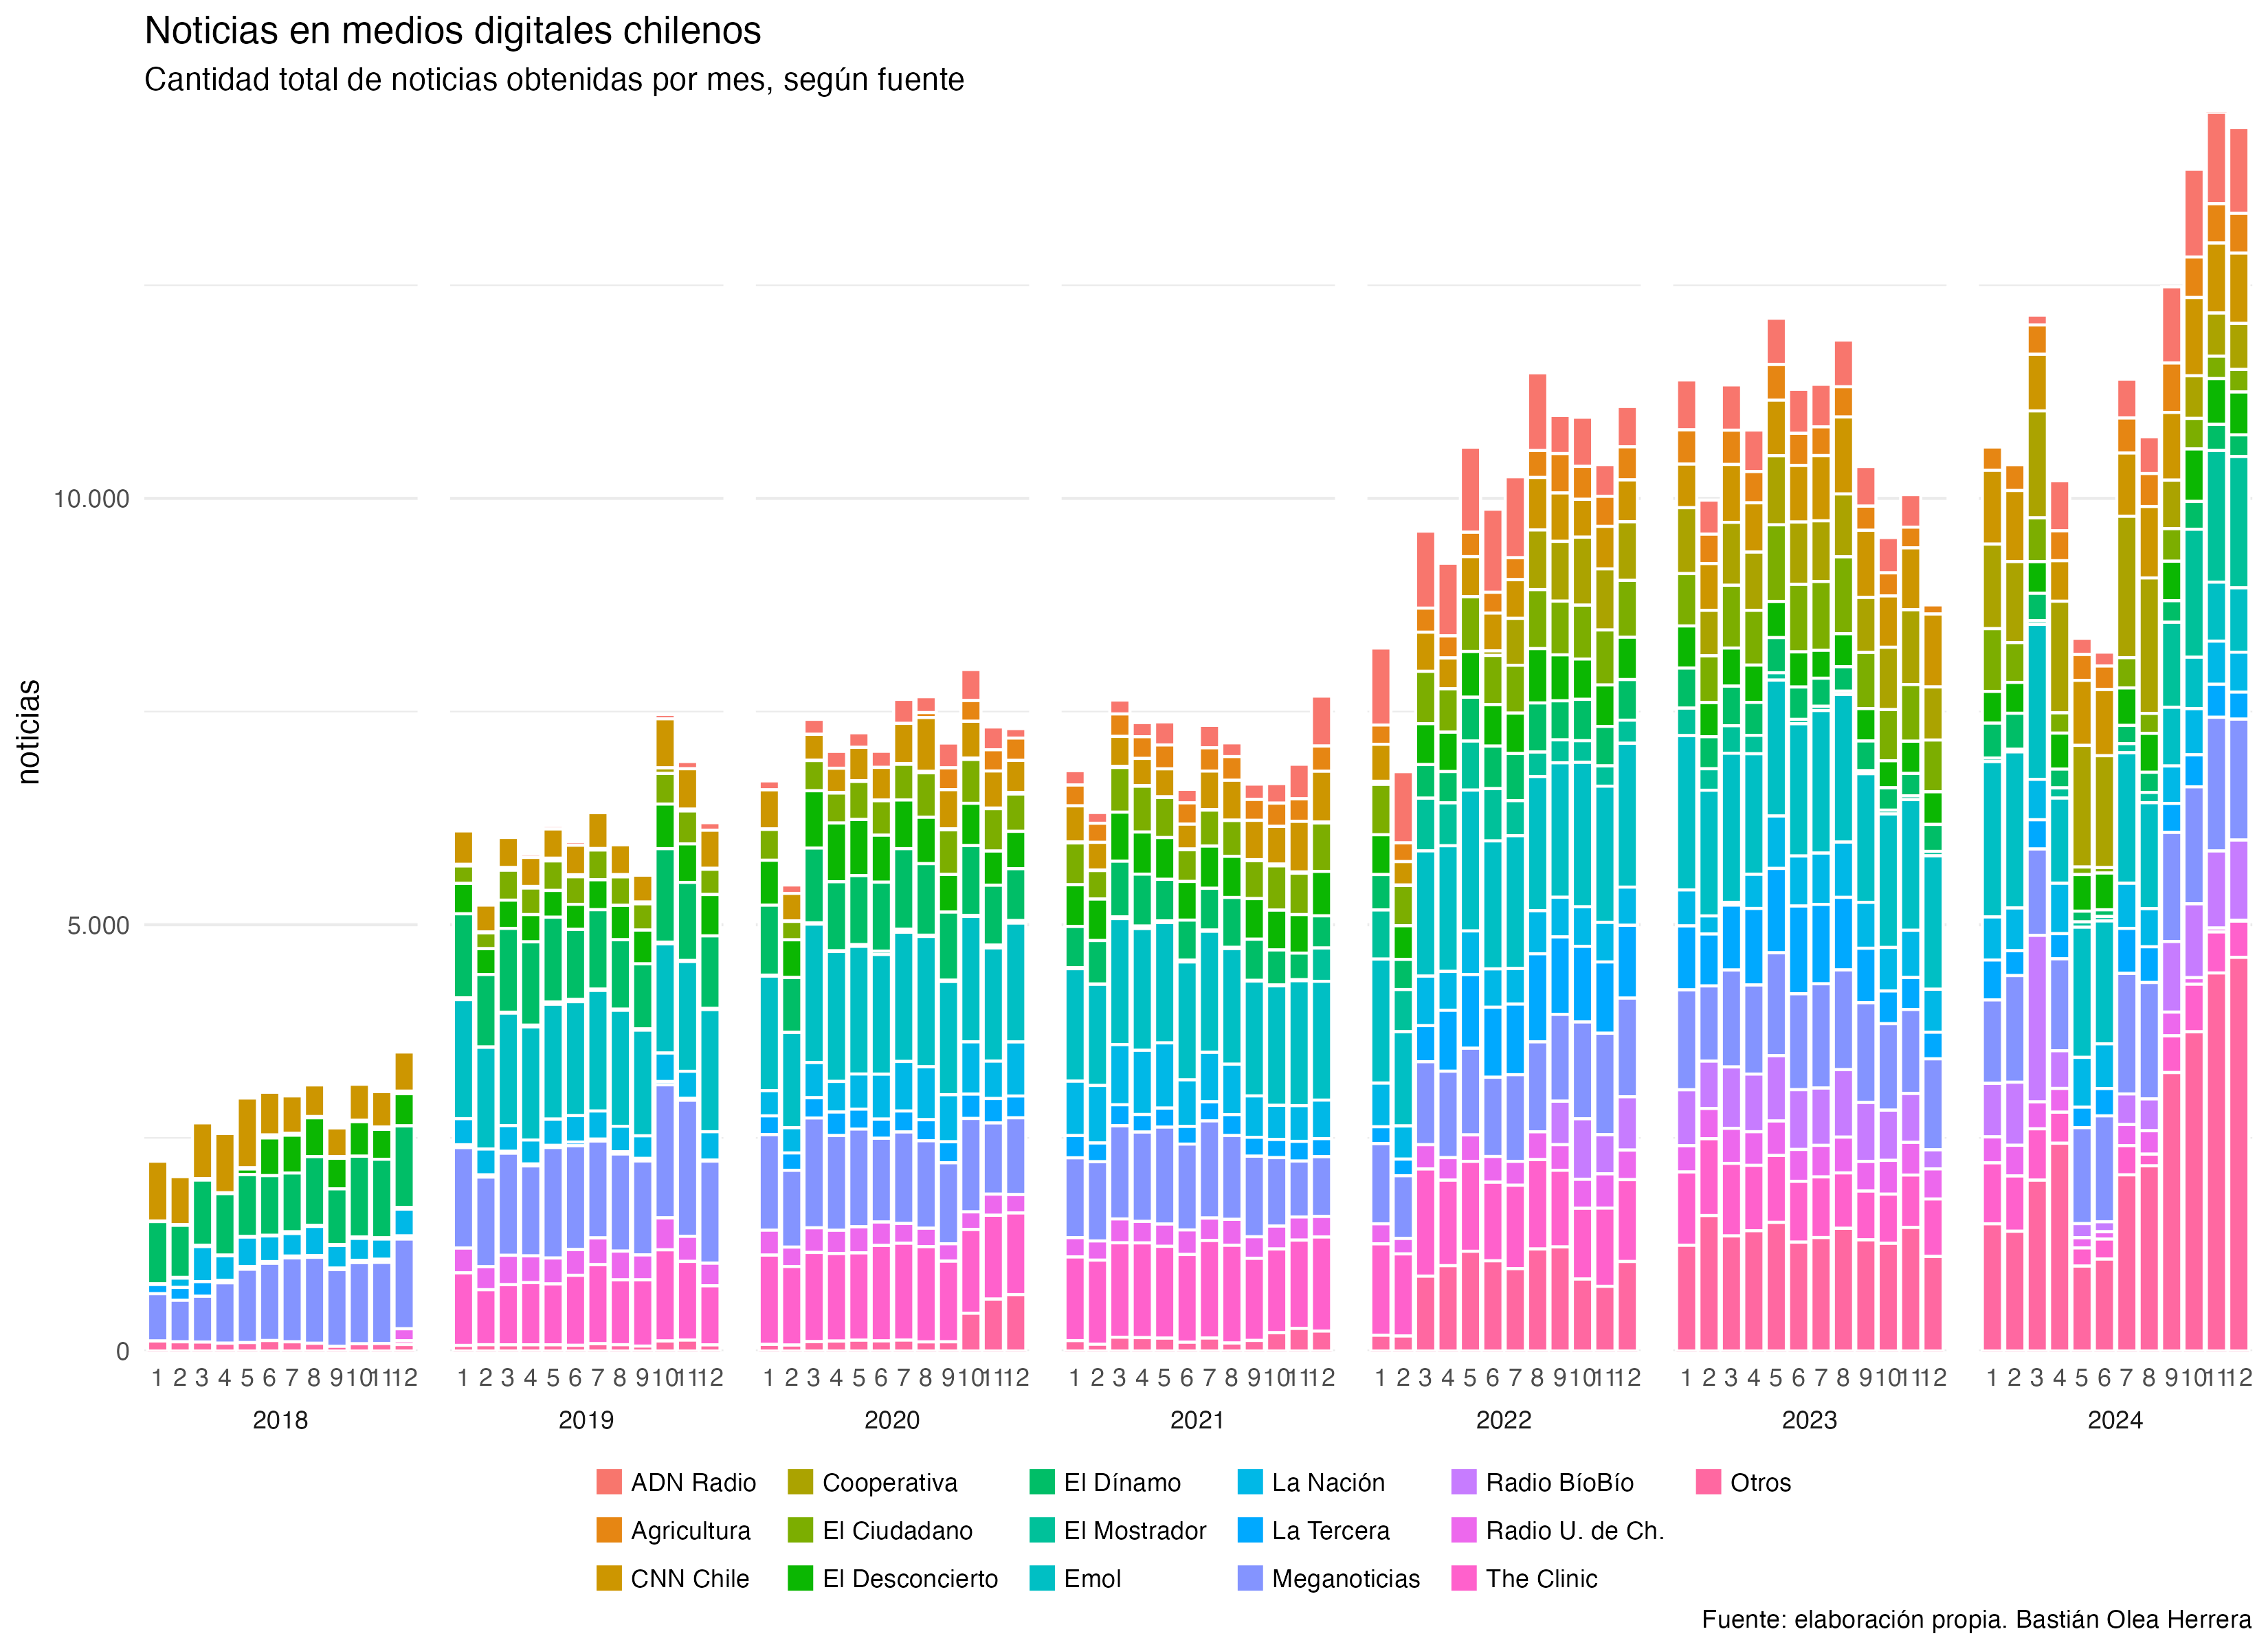 Noticias en medios digitales chilenos
Cantidad total de noticias obtenidas por mes, según fuente
noticias
10.000
5.000
0
1 2 3 4 5 6 7 8 9 10 11 12
1 2 3 4 5 6 7 8 9 10 11 12
1 2 3 4 5 6 7 8 9 10 11 12
1 2 3 4 5 6 7 8 9 10 11 12
1 2 3 4 5 6 7 8 9 10 11 12
1 2 3 4 5 6 7 8 9 10 11 12
1 2 3 4 5 6 7 8 9 10 11 12
2018 2019 2020 2021 2022 2023 2024
ADN Radio Cooperativa El Dínamo La Nación Radio BíoBío Otros
Agricultura El Ciudadano El Mostrador La Tercera Radio U. de Ch.
CNN Chile El Desconcierto Emol Meganoticias The Clinic
Fuente: elaboración propia. Bastián Olea Herrera